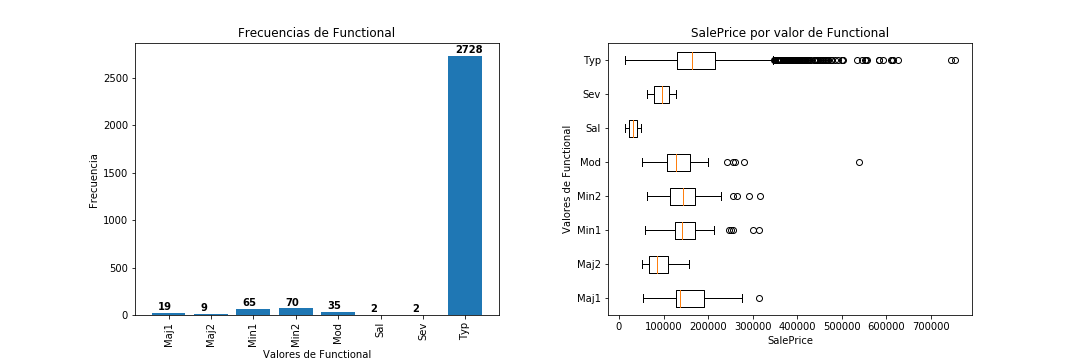 Frecuencias de Functional
Frecuencia
2500
2000
1500
1000
500
0
19
9
65
70
35
2
2
2728
Maj1
Maj2
Min1
Min2
Mod
Sal
Sev
Typ
Valores de Functional
SalePrice por valor de Functional
Valores de Functional
Typ
Sev
Sal
Mod
Min2
Min1
Maj2
Maj1
0
100000
200000
300000
400000
500000
600000
700000
SalePrice